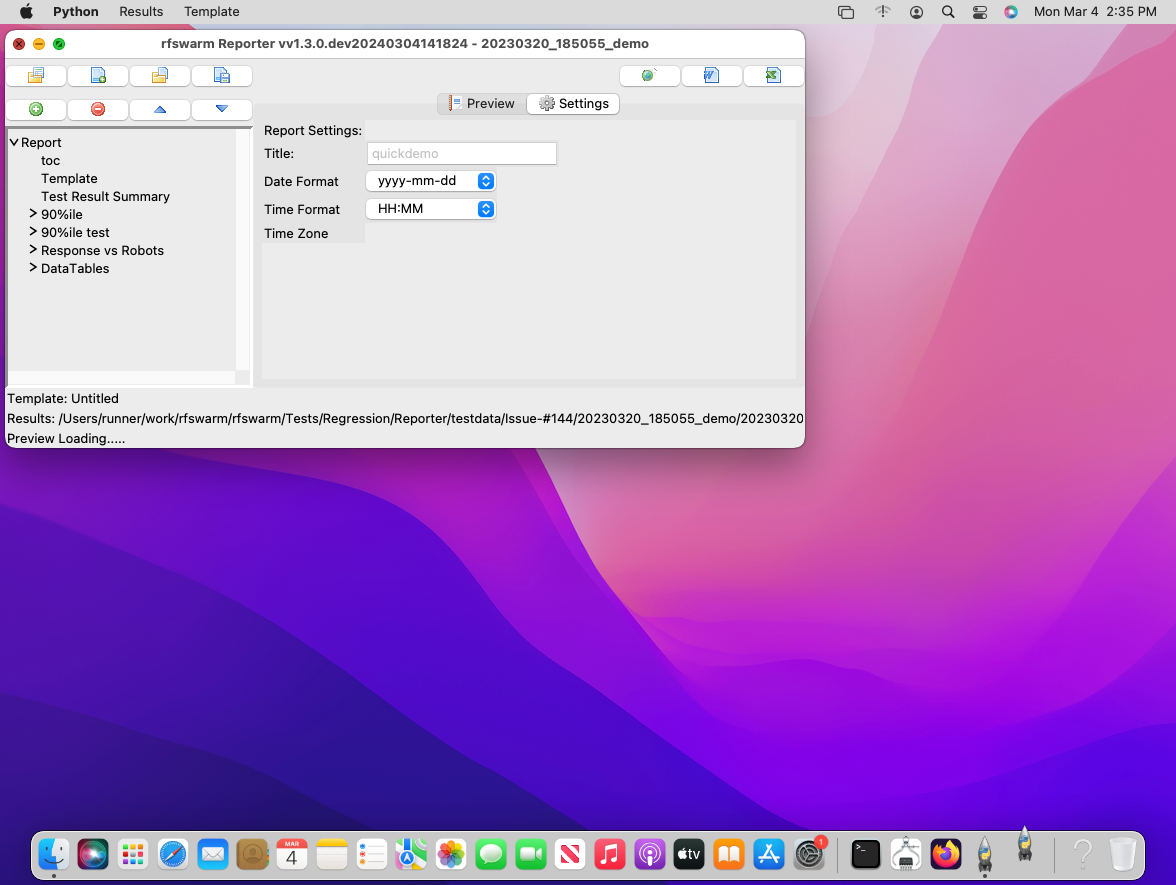 Python Results Template Mon Mar 4 2:35 PM
rfswarm Reporter vv1.3.0.dev20240304141824 - 20230320_185055_demo
Preview Settings
Report Settings:
Title: quickdemo
Date Format yyyy-mm-dd
Time Format HH:MM
Time Zone
Report
toc
Template
Test Result Summary
90%ile
90%ile test
Response vs Robots
DataTables
Template: Untitled
Results: /Users/runner/work/rfswarm/rfswarm/Tests/Regression/Reporter/testdata/Issue-#144/20230320_185055_demo/20230320
Preview Loading.....
MAR
4
tv
1
>_
?